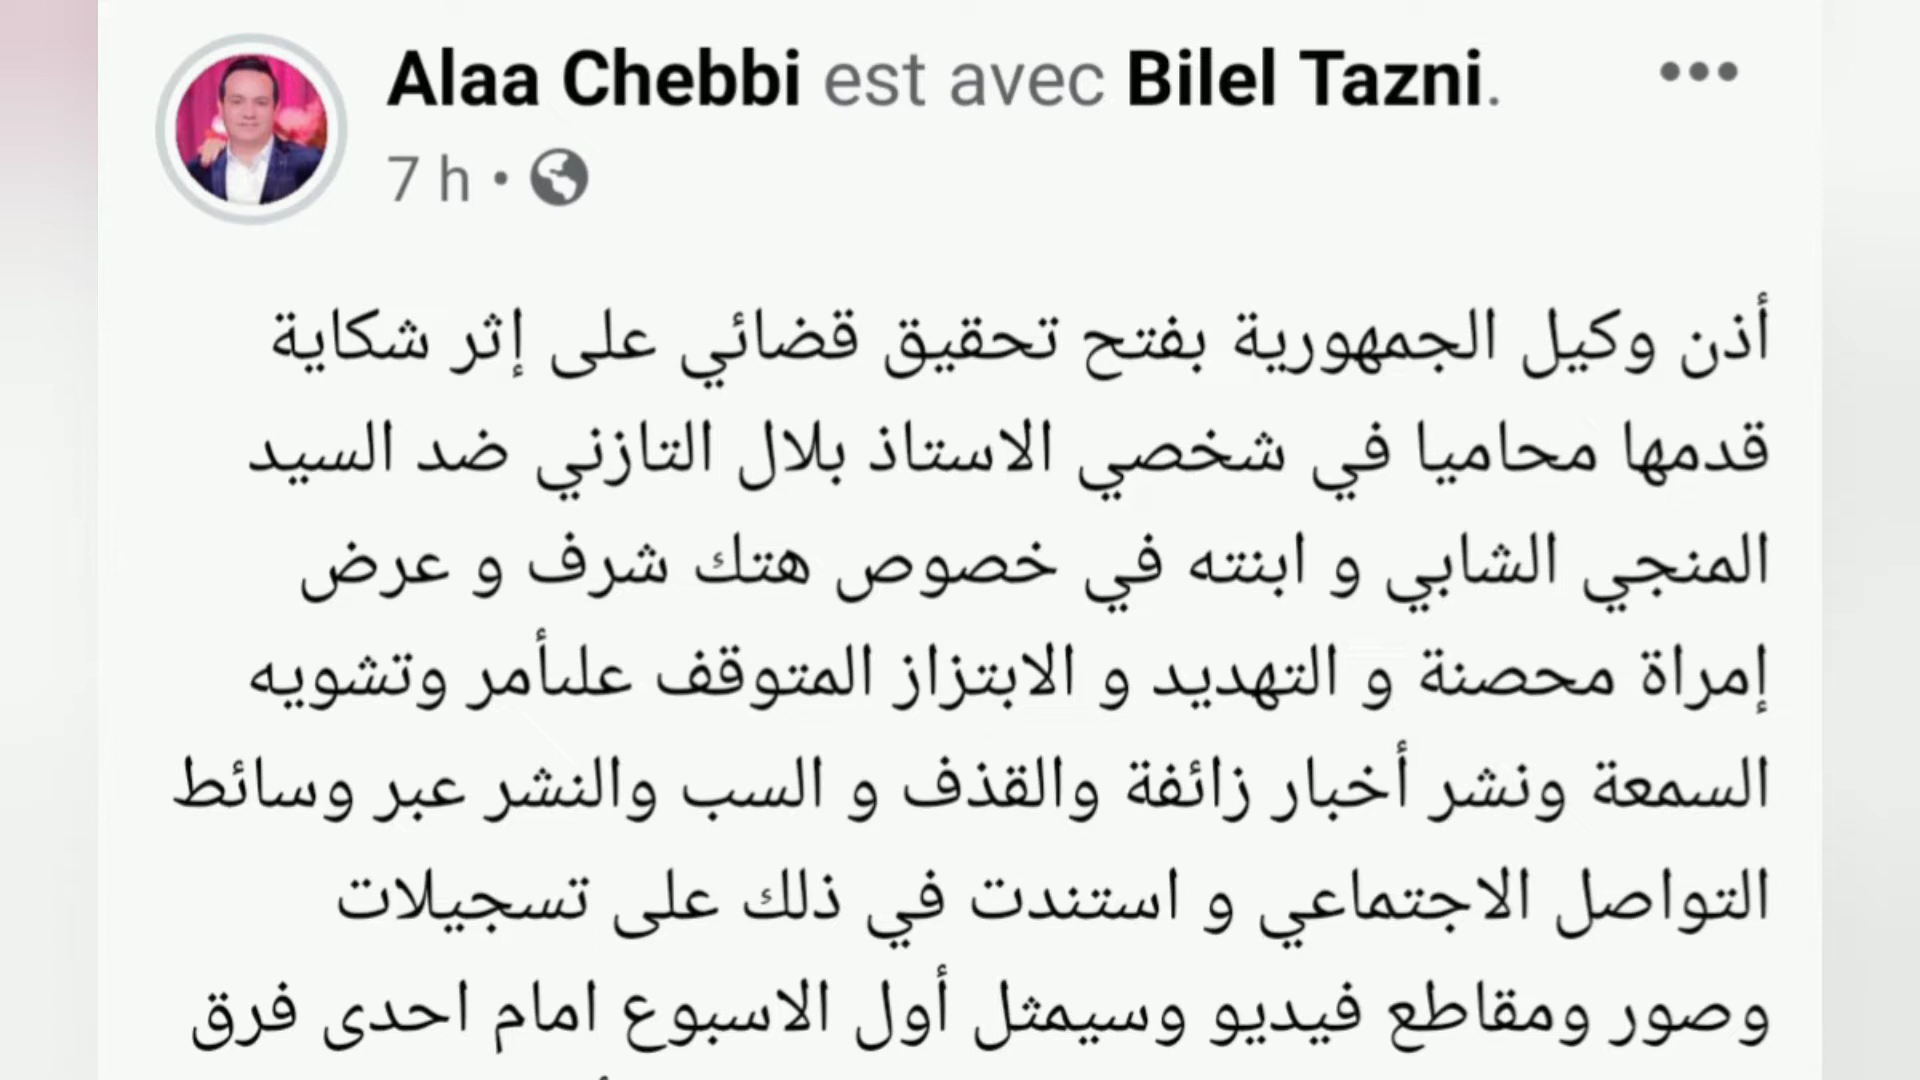 Alaa Chebbi est avec Bilel Tazni.
7 h •
أذن وكيل الجمهورية بفتح تحقيق قضائي على إثر شكاية
قدمها محاميا في شخصي الاستاذ بلال التازني ضد السيد
المنجي الشابي و ابنته في خصوص هتك شرف و عرض
إمراة محصنة و التهديد و الابتزاز المتوقف علىأمر وتشويه
السمعة ونشر أخبار زائفة والقذف و السب والنشر عبر وسائط
التواصل الاجتماعي و استندت في ذلك على تسجيلات
وصور ومقاطع فيديو وسيمثل أول الاسبوع امام احدى فرق